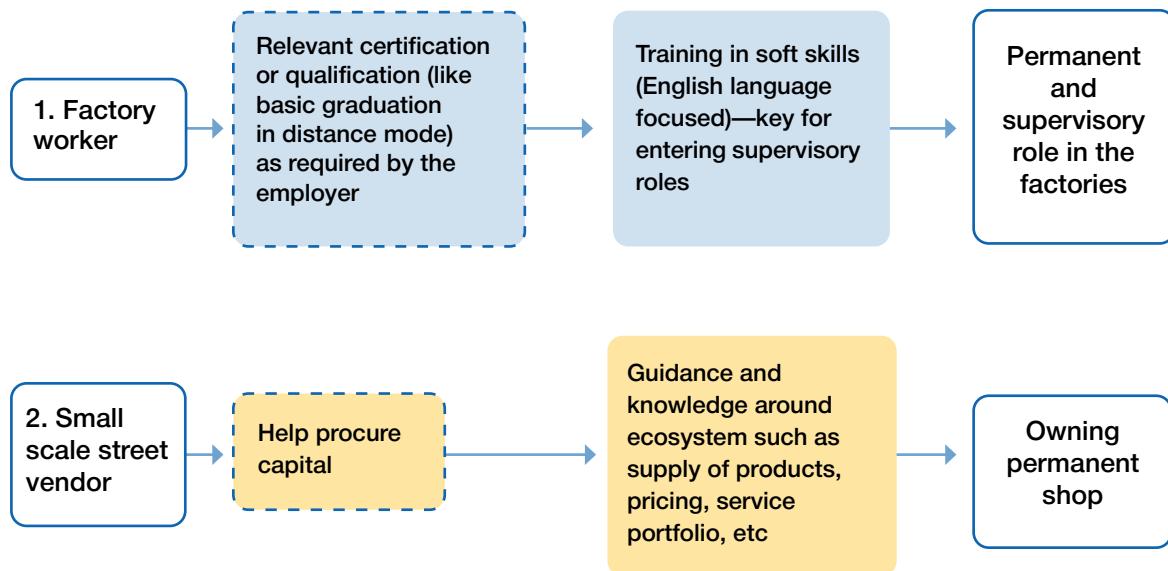 1. Factory
worker
Relevant certification
or qualification (like
basic graduation
in distance mode)
as required by the
employer
Training in soft skills
(English language
focused)—key for
entering supervisory
roles
Permanent
and
supervisory
role in the
factories
2. Small
scale street
vendor
Help procure
capital
Guidance and
knowledge around
ecosystem such as
supply of products,
pricing, service
portfolio, etc
Owning
permanent
shop